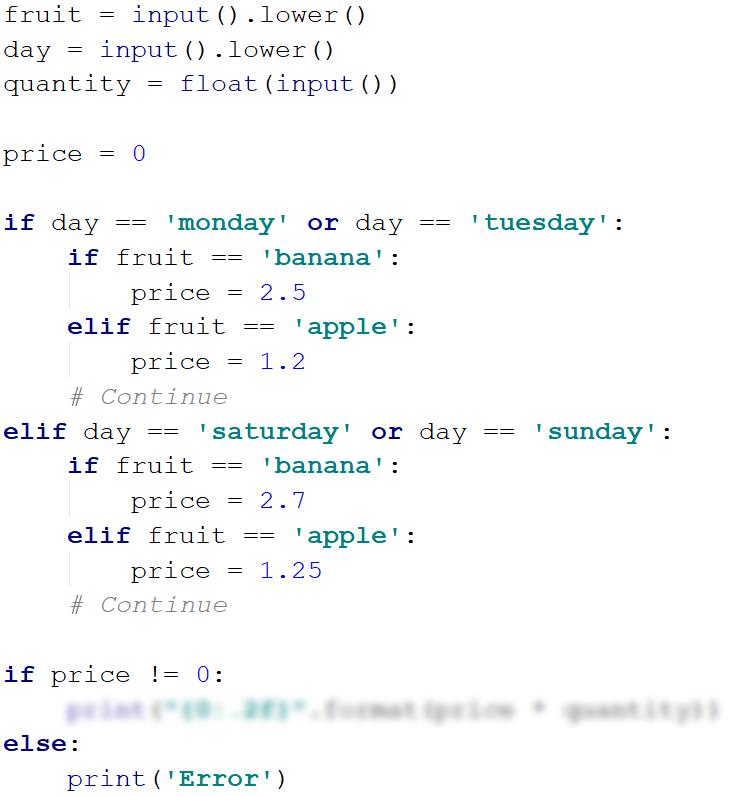 fruit = input().lower()
day = input().lower()
quantity = float(input())
price = 0
if day == 'monday' or day == 'tuesday':
    if fruit == 'banana':
        price = 2.5
    elif fruit == 'apple':
        price = 1.2
    # Continue
elif day == 'saturday' or day == 'sunday':
    if fruit == 'banana':
        price = 2.7
    elif fruit == 'apple':
        price = 1.25
    # Continue
if price != 0:
    print("{0:.2f}".format(price * quantity))
else:
    print('Error')